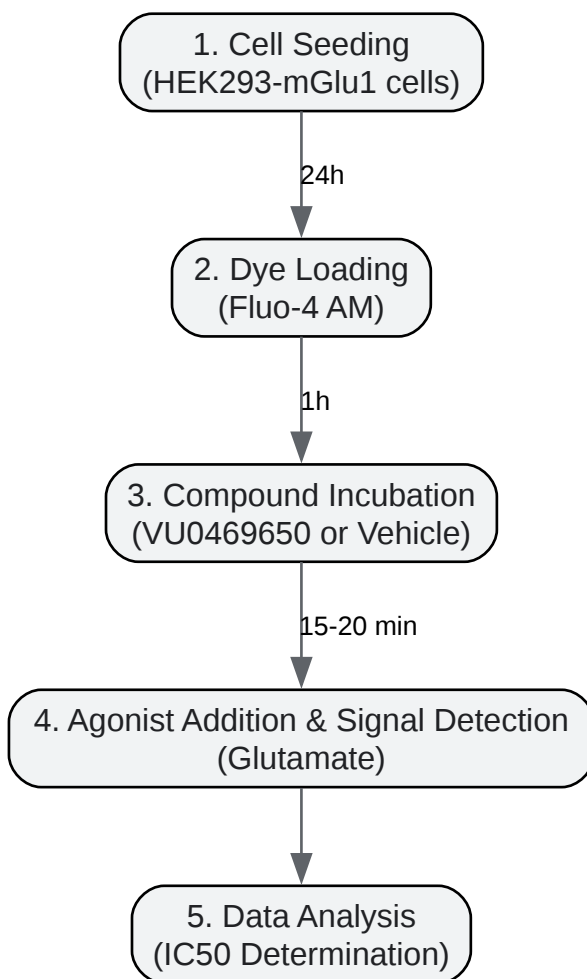 1. Cell Seeding
(HEK293-mGlu1 cells)
24h
2. Dye Loading
(Fluo-4 AM)
1h
3. Compound Incubation
(VU0469650 or Vehicle)
15-20 min
4. Agonist Addition & Signal Detection
(Glutamate)
5. Data Analysis
(IC50 Determination)